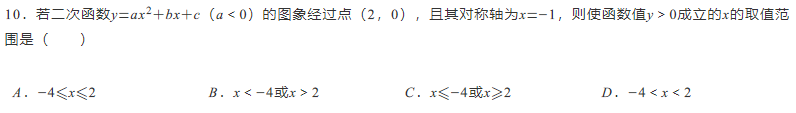 10．若二次函数y=ax²+bx+c（a＜0）的图象经过点（2，0），且其对称轴为x=−1，则使函数值y＞0成立的x的取值范
围是（　　）
A．−4⩽x⩽2　　B．x＜−4或x＞2　　C．x⩽−4或x⩾2　　D．−4＜x＜2